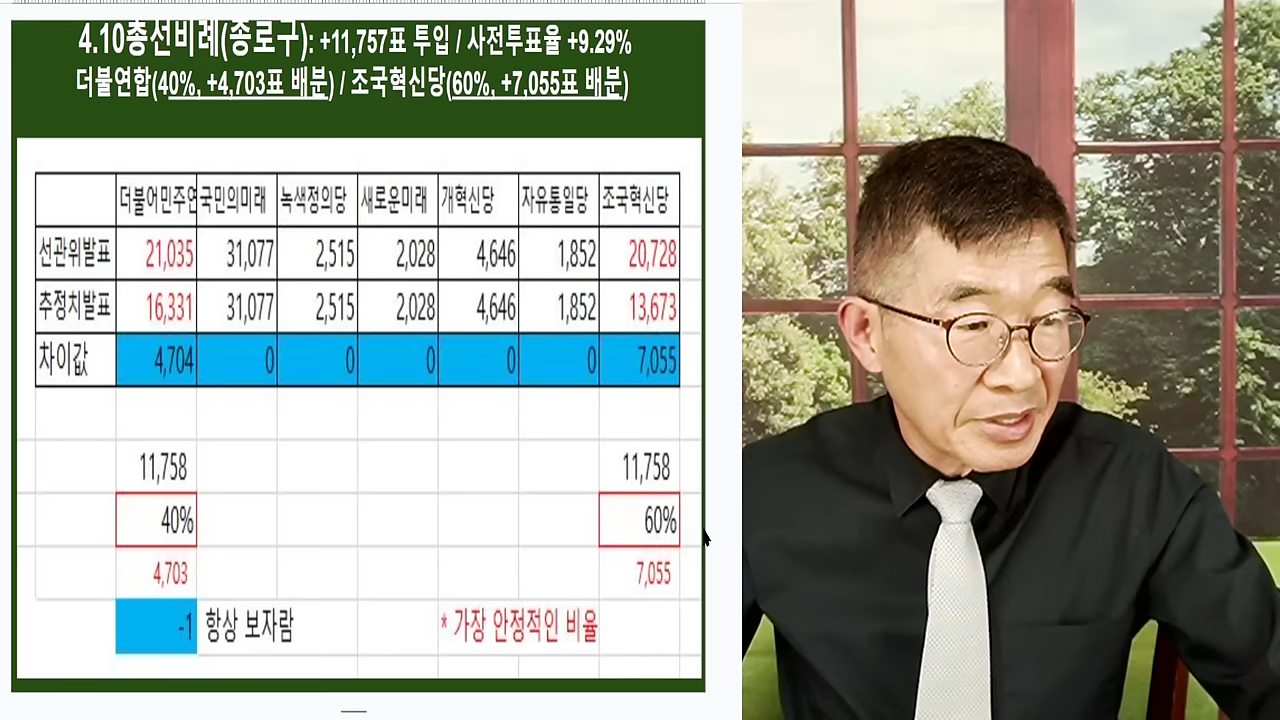 4.10총선비례(종로구): +11,757표 투입 / 사전투표율 +9.29%
더불연합(40%, +4,703표 배분) / 조국혁신당(60%, +7,055표 배분)
더불어민주연 국민의미래 녹색정의당 새로운미래 개혁신당 자유통일당 조국혁신당
선관위발표 21,035 31,077 2,515 2,028 4,646 1,852 20,728
추정치발표 16,331 31,077 2,515 2,028 4,646 1,852 13,673
차이값 4,704 0 0 0 0 0 7,055
11,758 11,758
40% 60%
4,703 7,055
-1 항상 보자람 * 가장 안정적인 비율